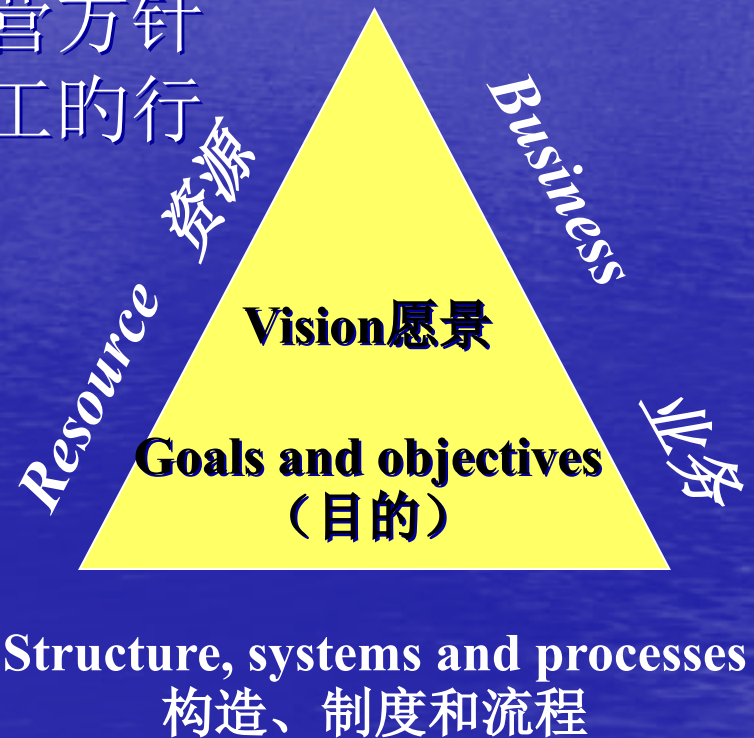 营万针
工旳行
资源
Resource
Business
业务
Vision愿景
Goals and objectives
（目的）
Structure, systems and processes
构造、制度和流程